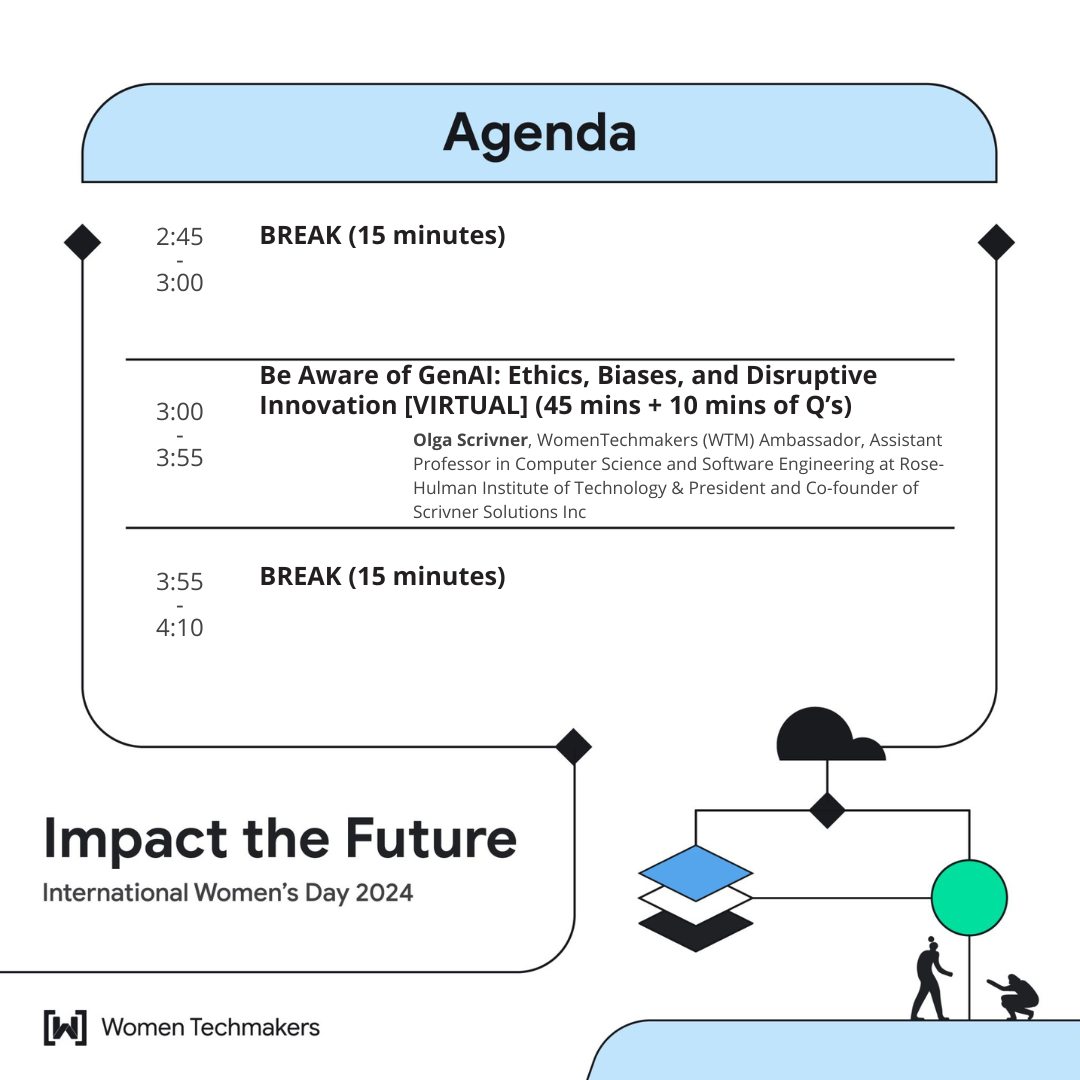 Agenda
2:45
-
3:00
BREAK (15 minutes)
Be Aware of GenAI: Ethics, Biases, and Disruptive
Innovation [VIRTUAL] (45 mins + 10 mins of Q’s)
3:00
-
3:55
Olga Scrivner, WomenTechmakers (WTM) Ambassador, Assistant
Professor in Computer Science and Software Engineering at Rose-
Hulman Institute of Technology & President and Co-founder of
Scrivner Solutions Inc
3:55
-
4:10
BREAK (15 minutes)
Impact the Future
International Women’s Day 2024
[W] Women Techmakers